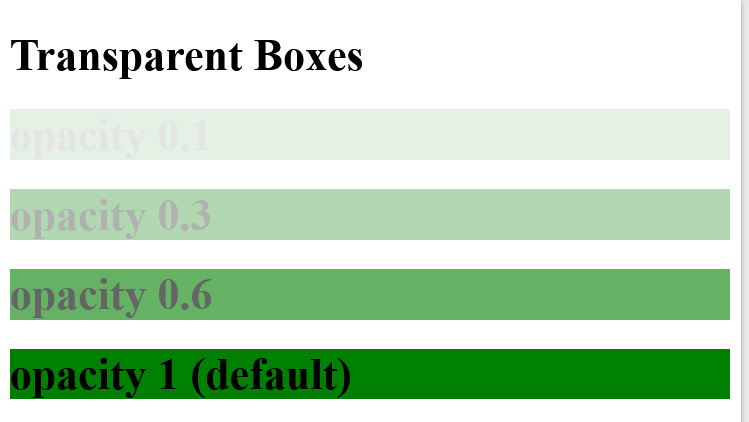 Transparent Boxes
opacity 0.1
opacity 0.3
opacity 0.6
opacity 1 (default)